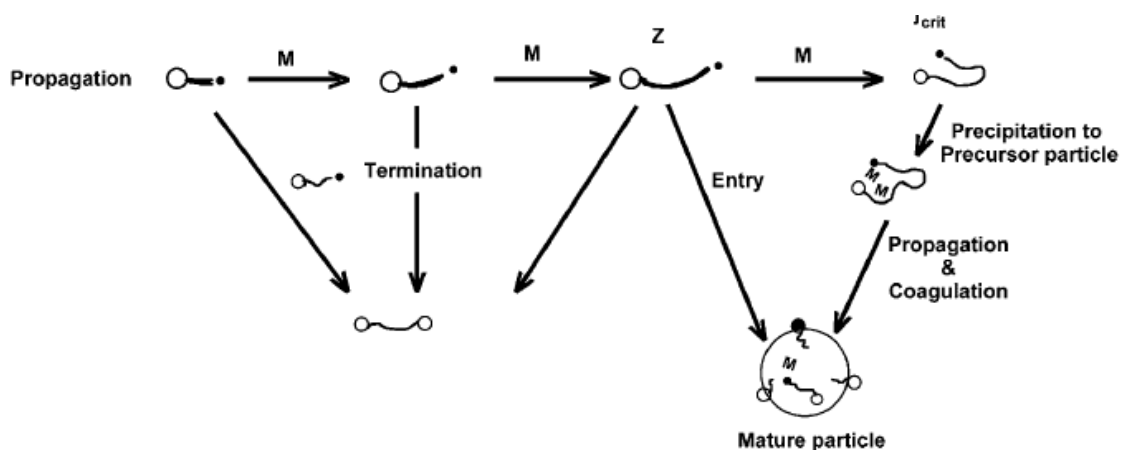 Jcrit
Z
M
M
M
Propagation
Precipitation to
Precursor particle
Termination
Entry
M
M
Propagation
&
Coagulation
M
Mature particle